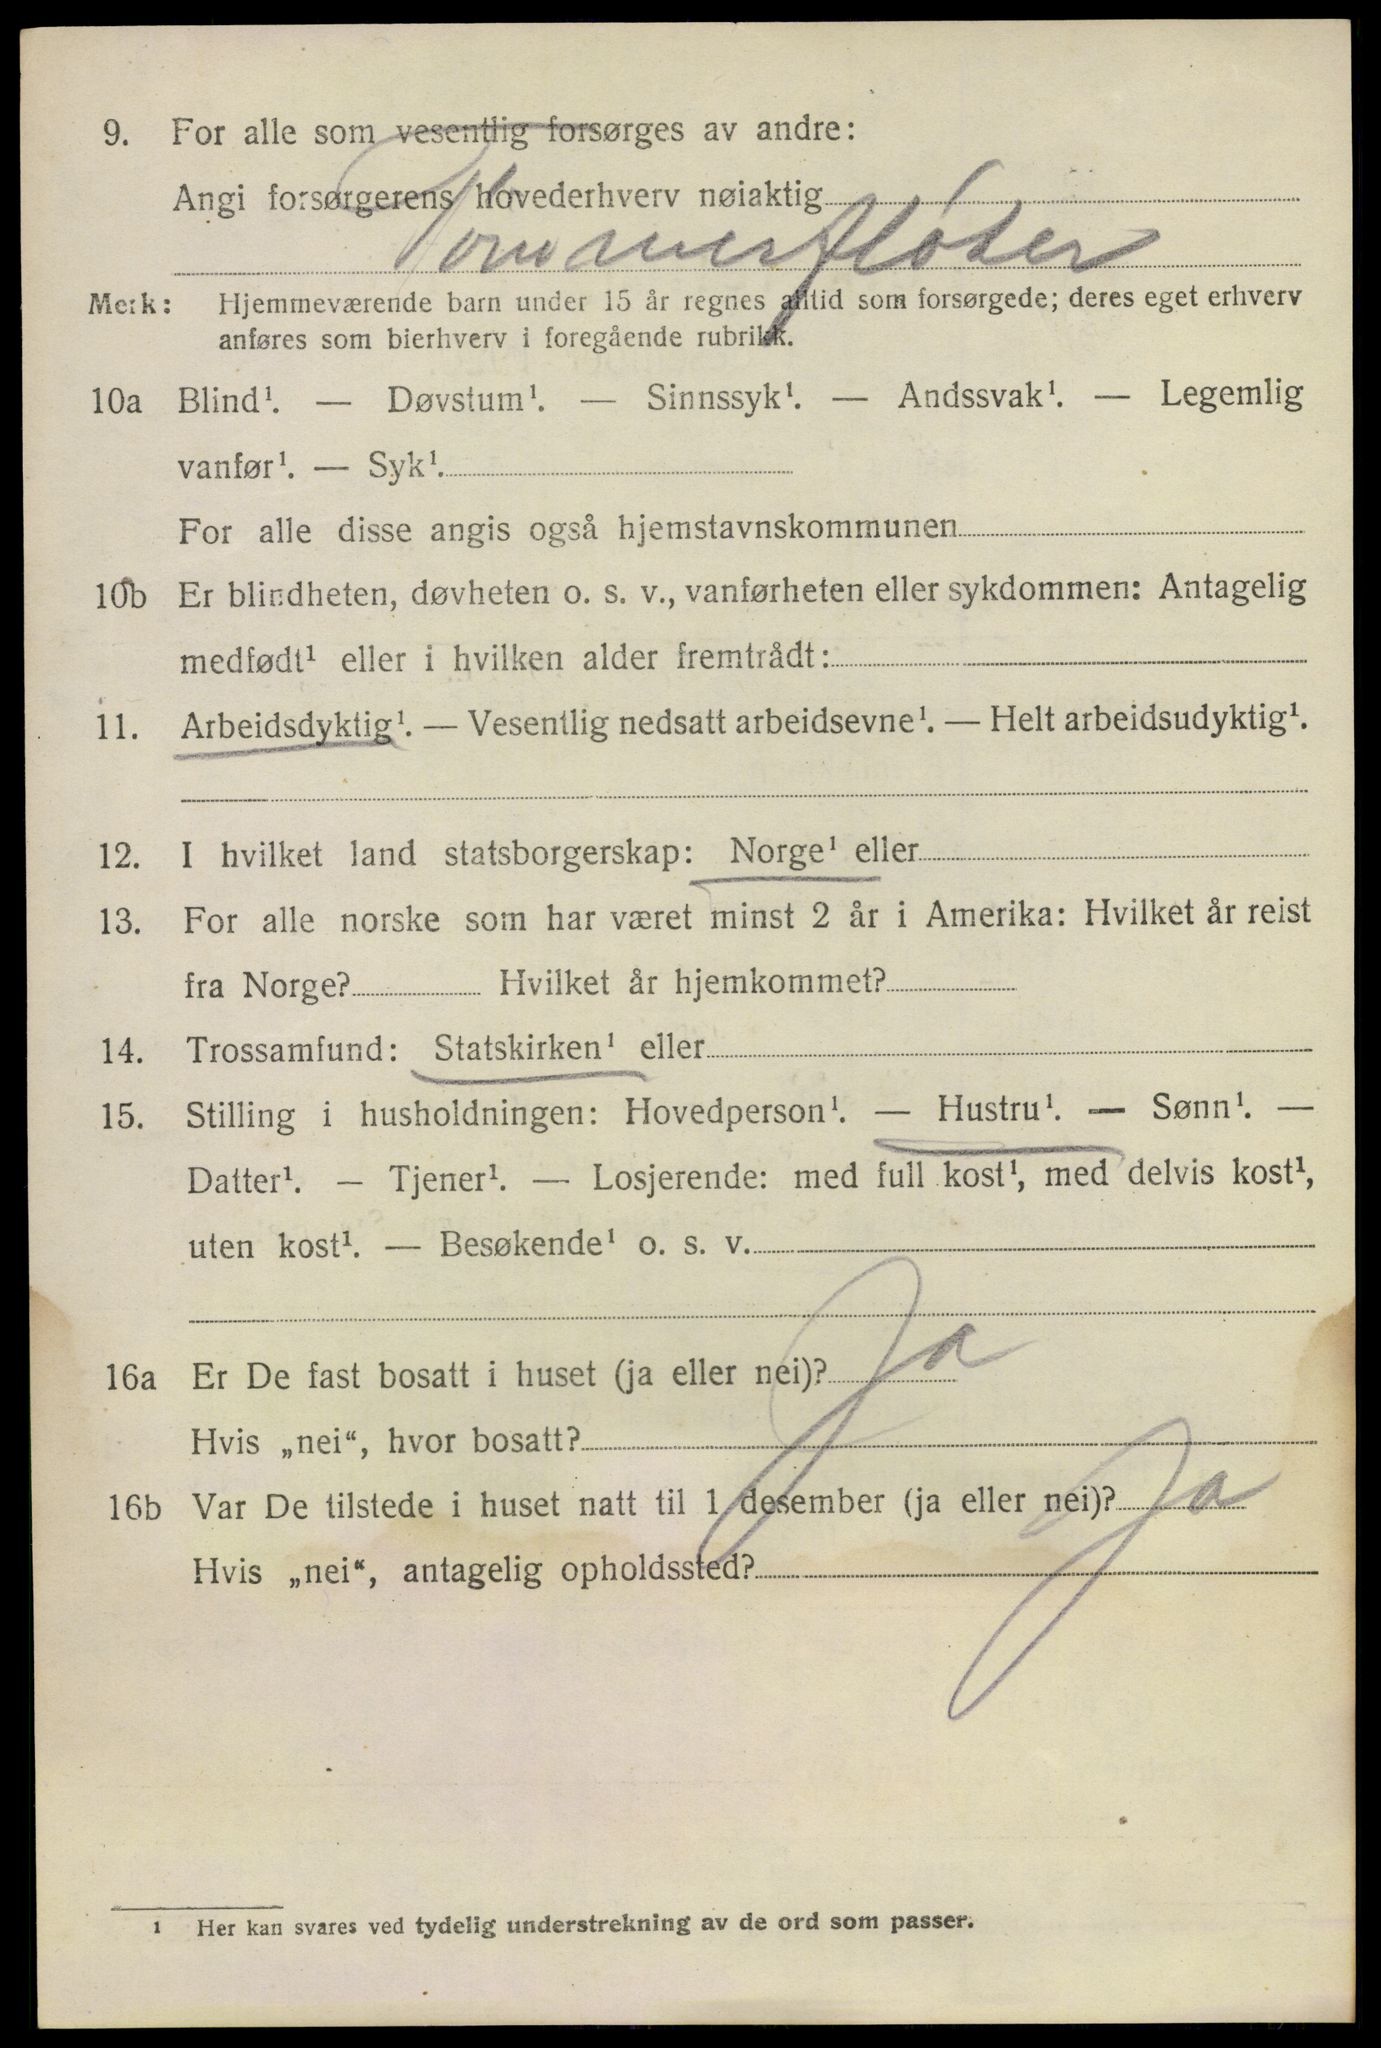 9. For alle som vesentlig forsørges av andre:
Angi forsørgerens hovederhverv nøiaktig
Tømmerfløter
Merk: Hjemmeværende barn under 15 år regnes alltid som forsørgede; deres eget erhverv
anføres som bierhverv i foregående rubrikk.
10a Blind¹. — Døvstum¹. — Sinnssyk¹. — Andssvak¹. — Legemlig
vanfør¹. — Syk¹.
For alle disse angis også hjemstavnskommunen
10b Er blindheten, døvheten o. s. v., vanførheten eller sykdommen: Antagelig
medfødt¹ eller i hvilken alder fremtrådt:
11. Arbeidsdyktig¹. — Vesentlig nedsatt arbeidsevne¹. — Helt arbeidsudyktig¹.
12. I hvilket land statsborgerskap: Norge¹ eller
13. For alle norske som har været minst 2 år i Amerika: Hvilket år reist
fra Norge? Hvilket år hjemkommet?
14. Trossamfund: Statskirken¹ eller
15. Stilling i husholdningen: Hovedperson¹. — Hustru¹. — Sønn¹. —
Datter¹. — Tjener¹. — Losjerende: med full kost¹, med delvis kost¹,
uten kost¹. — Besøkende¹ o. s. v.
16a Er De fast bosatt i huset (ja eller nei)? Ja
Hvis „nei“, hvor bosatt?
16b Var De tilstede i huset natt til 1 desember (ja eller nei)? Ja
Hvis „nei“, antagelig opholdssted?
1 Her kan svares ved tydelig understrekning av de ord som passer.